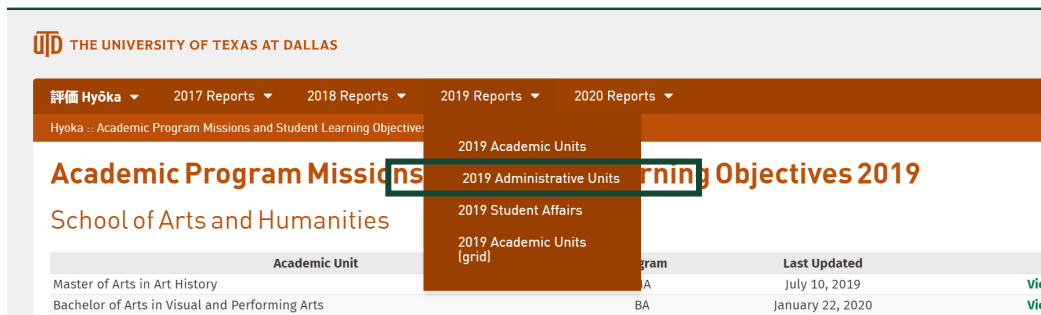 UTD THE UNIVERSITY OF TEXAS AT DALLAS
評価 Hyōka 2017 Reports 2018 Reports 2019 Reports 2020 Reports
Hyoka :: Academic Program Missions and Student Learning Objectives
2019 Academic Units
2019 Administrative Units
2019 Student Affairs
2019 Academic Units
(grid)
Academic Program Missions rning Objectives 2019
School of Arts and Humanities
Academic Unit gram Last Updated
Master of Arts in Art History July 10, 2019
Bachelor of Arts in Visual and Performing Arts BA January 22, 2020